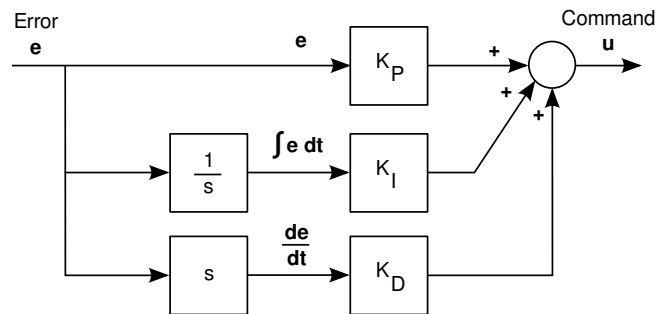 Error
e
e
K_P
+
Command
u
+
+
1
s
∫ e dt
K_I
s
de
dt
K_D